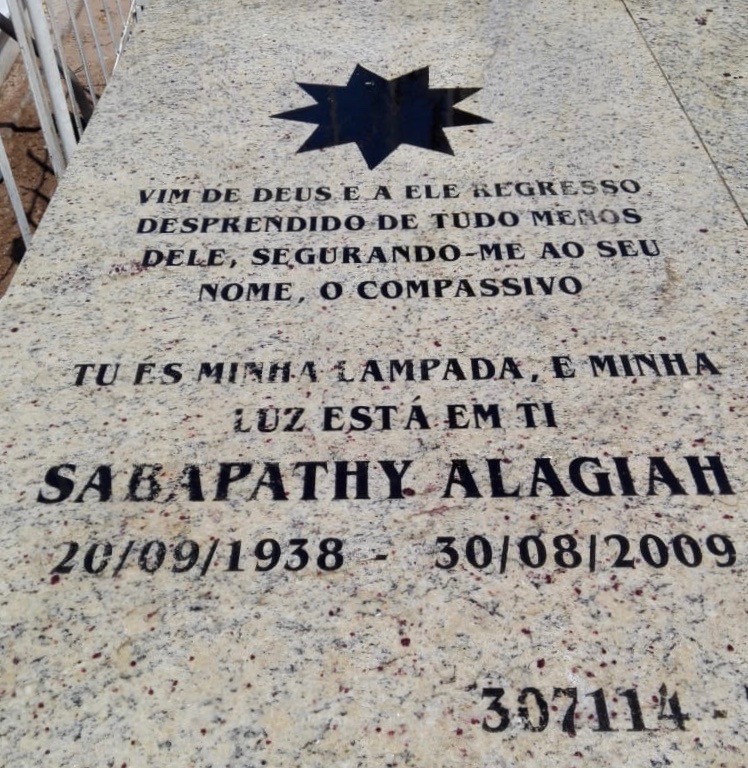 VIM DE DEUS E A ELE REGRESSO
DESPRENDIDO DE TUDO MENOS
DELE, SEGURANDO-ME AO SEU
NOME, O COMPASSIVO
TU ÉS MINHA LAMPADA, E MINHA
LUZ ESTÁ EM TI
SABAPATHY ALAGIAH
20/09/1938 - 30/08/2009
307114